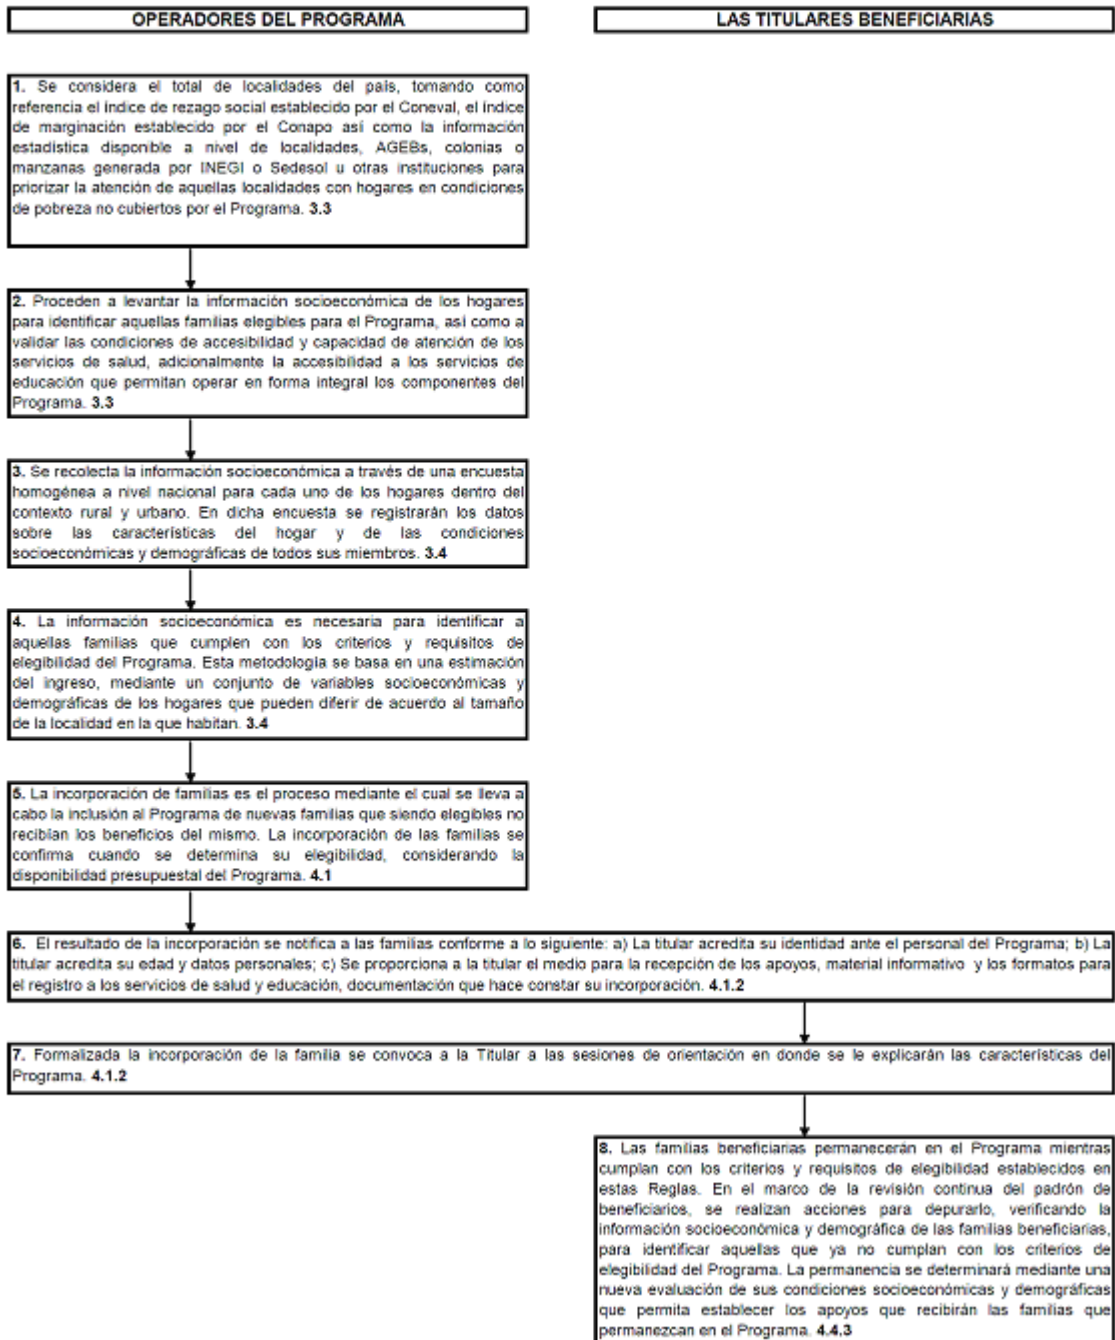 OPERADORES DEL PROGRAMA
LAS TITULARES BENEFICIARIAS
1. Se considera el total de localidades del país, tomando como
referencia el índice de rezago social establecido por el Coneval, el índice
de marginación establecido por el Conapo así como la información
estadística disponible a nivel de localidades, AGEBs, colonias o
manzanas generada por INEGI o Sedesol u otras instituciones para
priorizar la atención de aquellas localidades con hogares en condiciones
de pobreza no cubiertos por el Programa. 3.3
2. Proceden a levantar la información socioeconómica de los hogares
para identificar aquellas familias elegibles para el Programa, así como a
validar las condiciones de accesibilidad y capacidad de atención de los
servicios de salud, adicionalmente la accesibilidad a los servicios de
educación que permitan operar en forma integral los componentes del
Programa. 3.3
3. Se recolecta la información socioeconómica a través de una encuesta
homogénea a nivel nacional para cada uno de los hogares dentro del
contexto rural y urbano. En dicha encuesta se registrarán los datos
sobre las características del hogar y de las condiciones
socioeconómicas y demográficas de todos sus miembros. 3.4
4. La información socioeconómica es necesaria para identificar a
aquellas familias que cumplen con los criterios y requisitos de
elegibilidad del Programa. Esta metodología se basa en una estimación
del ingreso, mediante un conjunto de variables socioeconómicas y
demográficas de los hogares que pueden diferir de acuerdo al tamaño
de la localidad en la que habitan. 3.4
5. La incorporación de familias es el proceso mediante el cual se lleva a
cabo la inclusión al Programa de nuevas familias que siendo elegibles no
recibían los beneficios del mismo. La incorporación de las familias se
confirma cuando se determina su elegibilidad, considerando la
disponibilidad presupuestal del Programa. 4.1
6. El resultado de la incorporación se notifica a las familias conforme a lo siguiente: a) La titular acredita su identidad ante el personal del Programa; b) La
titular acredita su edad y datos personales; c) Se proporciona a la titular el medio para la recepción de los apoyos, material informativo y los formatos para
el registro a los servicios de salud y educación, documentación que hace constar su incorporación. 4.1.2
7. Formalizada la incorporación de la familia se convoca a la Titular a las sesiones de orientación en donde se le explicarán las características del
Programa. 4.1.2
8. Las familias beneficiarias permanecerán en el Programa mientras
cumplan con los criterios y requisitos de elegibilidad establecidos en
estas Reglas. En el marco de la revisión continua del padrón de
beneficiarios, se realizan acciones para depurarlo, verificando la
información socioeconómica y demográfica de las familias beneficiarias,
para identificar aquellas que ya no cumplan con los criterios de
elegibilidad del Programa. La permanencia se determinará mediante una
nueva evaluación de sus condiciones socioeconómicas y demográficas
que permita establecer los apoyos que recibirán las familias que
permanezcan en el Programa. 4.4.3